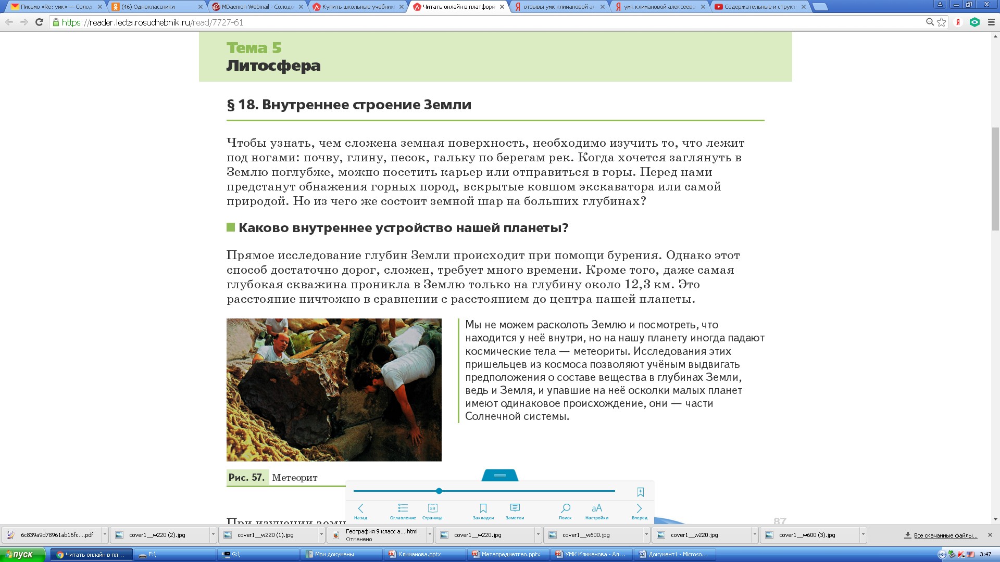 Письмо «Re: умк» — Солод
(46) Одноклассники
MDaemon Webmail - Солодо
Купить школьные учебник
Читать онлайн в платформ
отзывы умк климановой ал
умк климановой алексеева
Содержательные и структ
https://reader.lecta.rosuchebnik.ru/read/7727-61
Тема 5
Литосфера
§ 18. Внутреннее строение Земли
Чтобы узнать, чем сложена земная поверхность, необходимо изучить то, что лежит
под ногами: почву, глину, песок, гальку по берегам рек. Когда хочется заглянуть в
Землю поглубже, можно посетить карьер или отправиться в горы. Перед нами
предстанут обнажения горных пород, вскрытые ковшом экскаватора или самой
природой. Но из чего же состоит земной шар на больших глубинах?
Каково внутреннее устройство нашей планеты?
Прямое исследование глубин Земли происходит при помощи бурения. Однако этот
способ достаточно дорог, сложен, требует много времени. Кроме того, даже самая
глубокая скважина проникла в Землю только на глубину около 12,3 км. Это
расстояние ничтожно в сравнении с расстоянием до центра нашей планеты.
Мы не можем расколоть Землю и посмотреть, что
находится у неё внутри, но на нашу планету иногда падают
космические тела — метеориты. Исследования этих
пришельцев из космоса позволяют учёным выдвигать
предположения о составе вещества в глубинах Земли,
ведь и Земля, и упавшие на неё осколки малых планет
имеют одинаковое происхождение, они — части
Солнечной системы.
Рис. 57. Метеорит
При изучении земн
87
Назад
Оглавление
89
Страница
Закладки
Заметки
Поиск
аА
Настройки
Вперед
6c839a9d78961ab16fc....pdf
cover1__w220 (2).jpg
cover1__w220 (1).jpg
География 9 класс а....html
Отменено
cover1__w220.jpg
cover1__w600.jpg
cover1__w220.jpg
cover1__w600 (3).jpg
Все скачанные файлы...
пуск
Читать онлайн в пл...
F:\
G:\
Мои докумены
Климанова.pptx
Метапредметгео.pptx
УМК Климанова - Ал...
Документ1 - Microso...
3:47